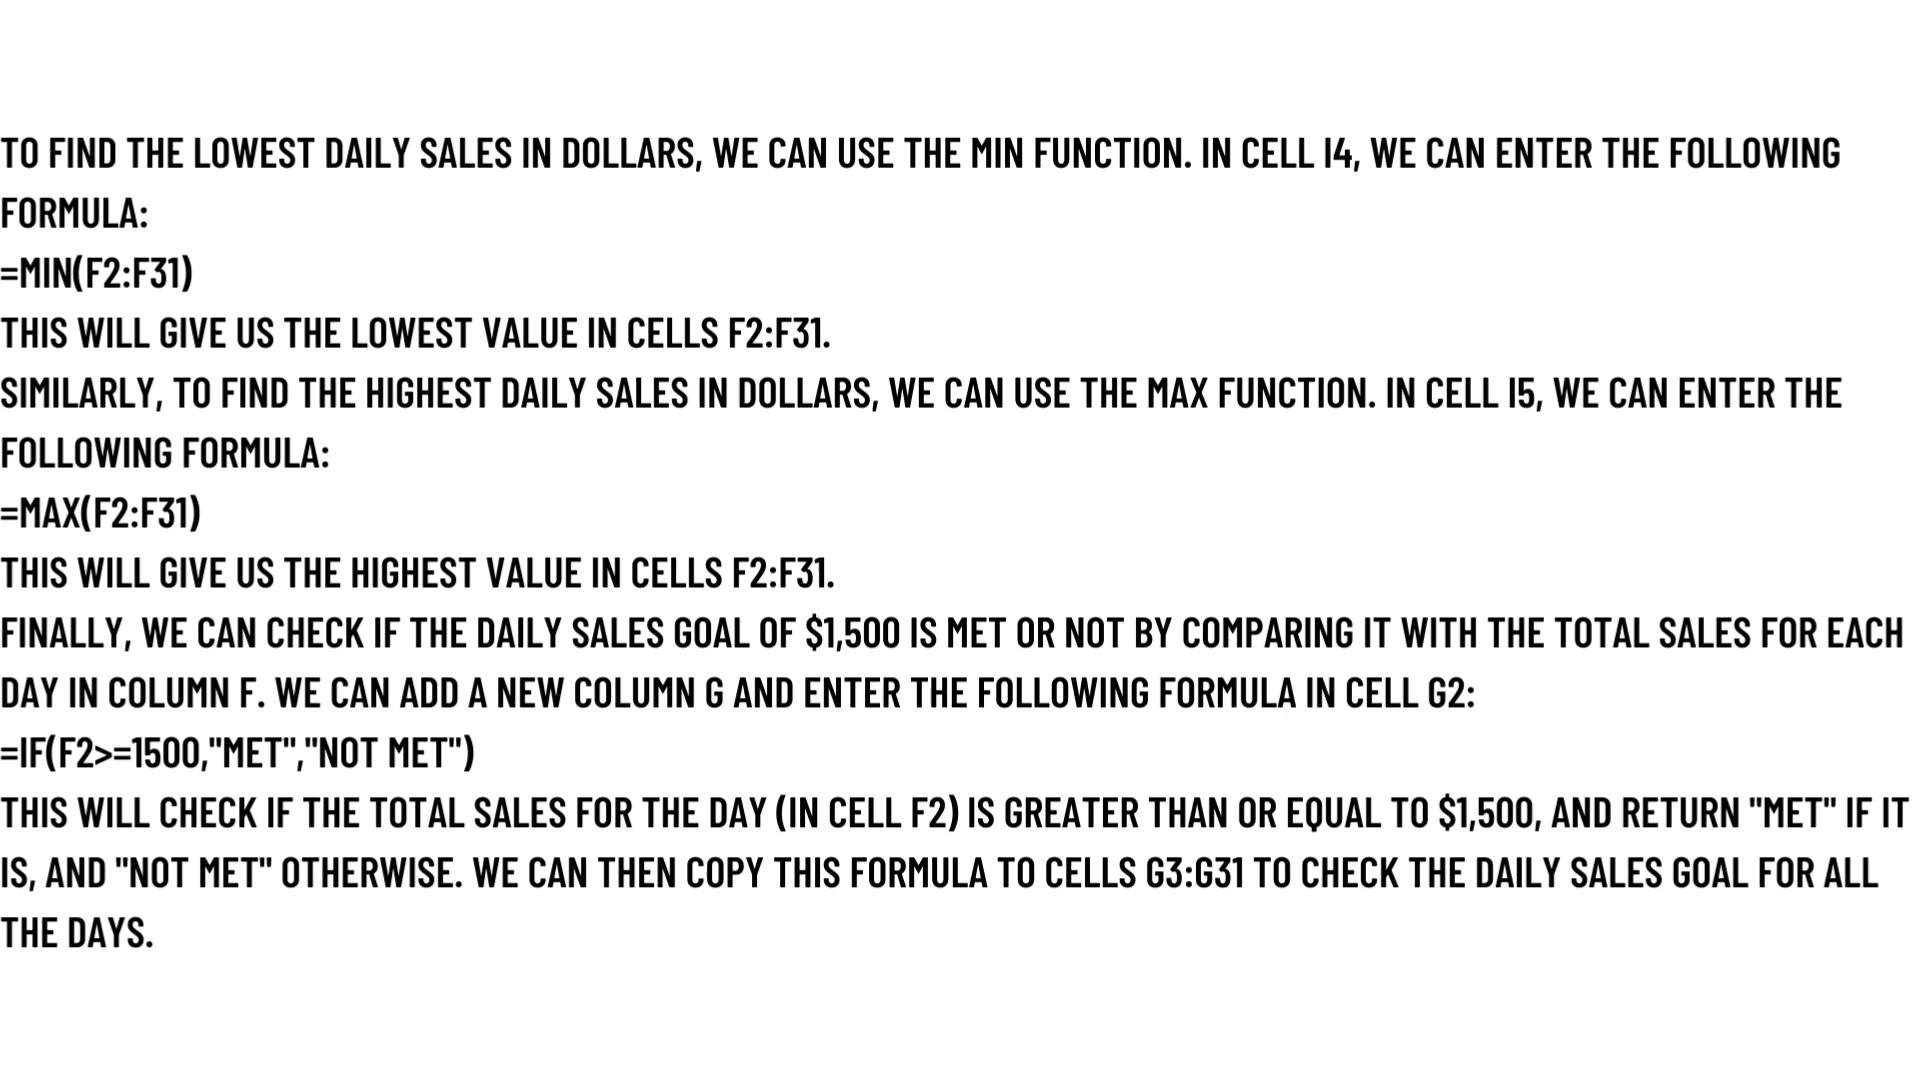 TO FIND THE LOWEST DAILY SALES IN DOLLARS, WE CAN USE THE MIN FUNCTION. IN CELL I4, WE CAN ENTER THE FOLLOWING
FORMULA:
=MIN(F2:F31)
THIS WILL GIVE US THE LOWEST VALUE IN CELLS F2:F31.
SIMILARLY, TO FIND THE HIGHEST DAILY SALES IN DOLLARS, WE CAN USE THE MAX FUNCTION. IN CELL I5, WE CAN ENTER THE
FOLLOWING FORMULA:
=MAX(F2:F31)
THIS WILL GIVE US THE HIGHEST VALUE IN CELLS F2:F31.
FINALLY, WE CAN CHECK IF THE DAILY SALES GOAL OF $1,500 IS MET OR NOT BY COMPARING IT WITH THE TOTAL SALES FOR EACH
DAY IN COLUMN F. WE CAN ADD A NEW COLUMN G AND ENTER THE FOLLOWING FORMULA IN CELL G2:
=IF(F2>=1500,"MET","NOT MET")
THIS WILL CHECK IF THE TOTAL SALES FOR THE DAY (IN CELL F2) IS GREATER THAN OR EQUAL TO $1,500, AND RETURN "MET" IF IT
IS, AND "NOT MET" OTHERWISE. WE CAN THEN COPY THIS FORMULA TO CELLS G3:G31 TO CHECK THE DAILY SALES GOAL FOR ALL
THE DAYS.